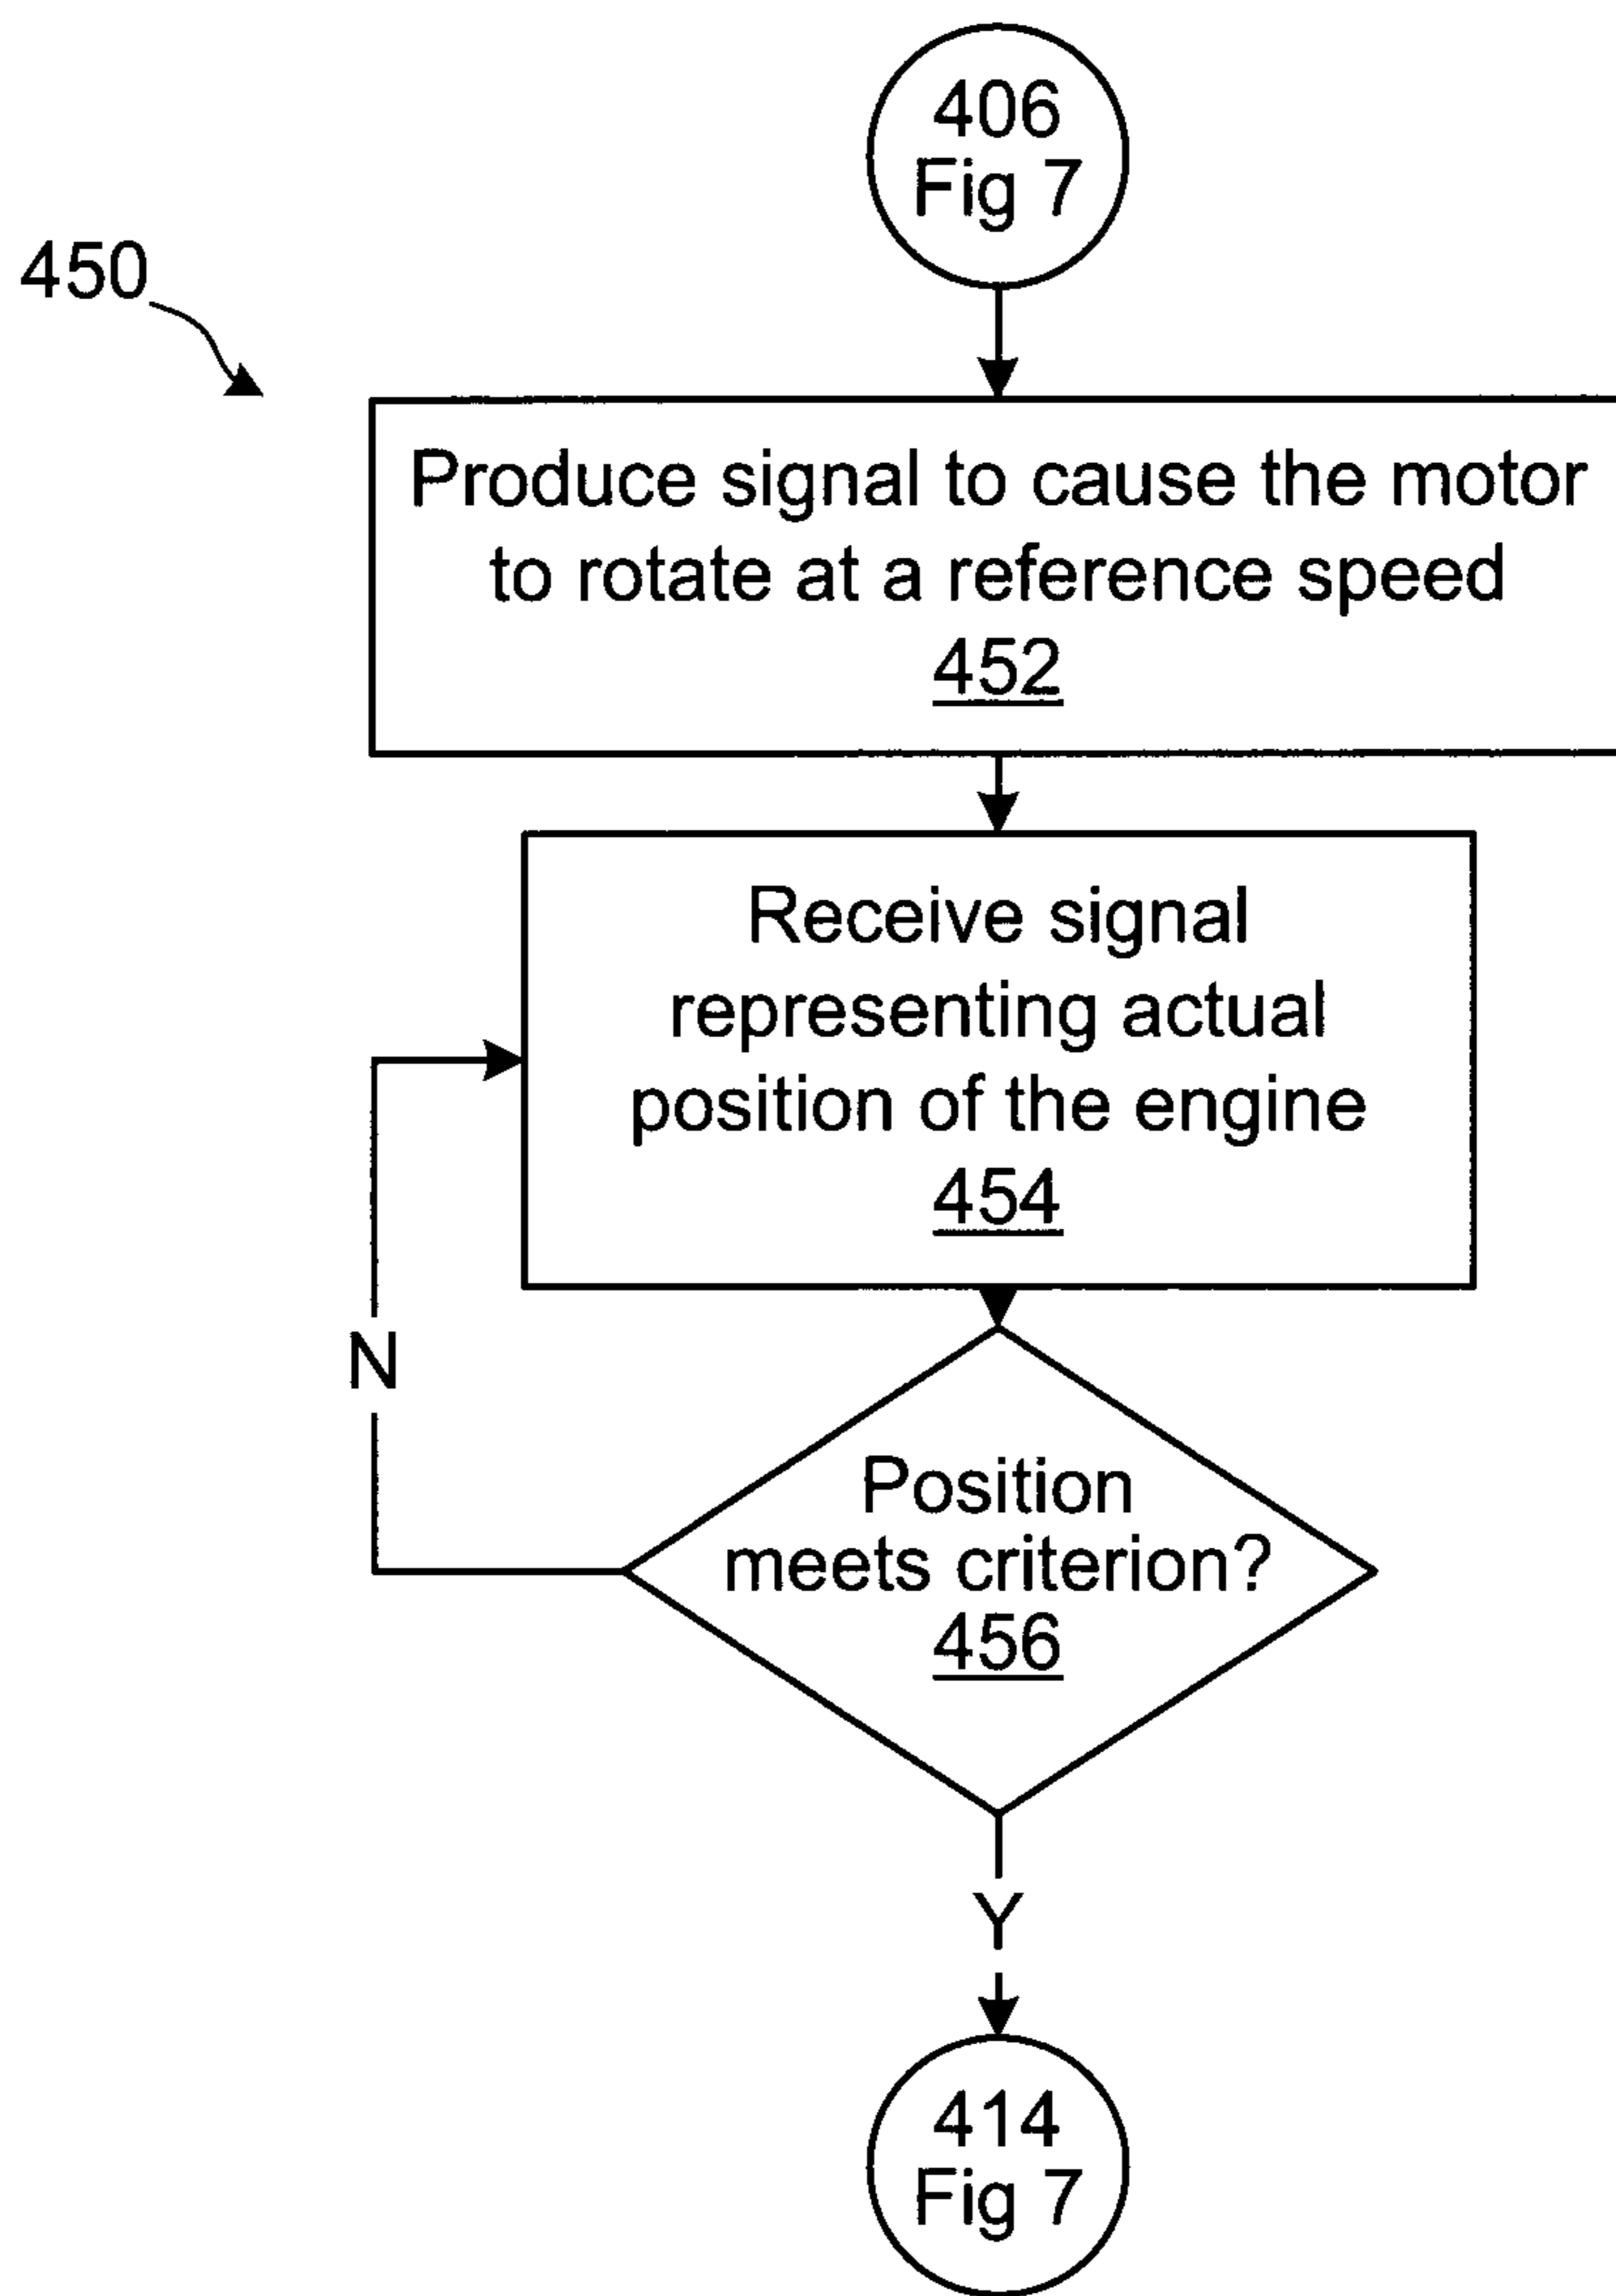 406
Fig 7
450
Produce signal to cause the motor
to rotate at a reference speed
452
Receive signal
representing actual
position of the engine
454
N
Position
meets criterion?
456
Y
414
Fig 7